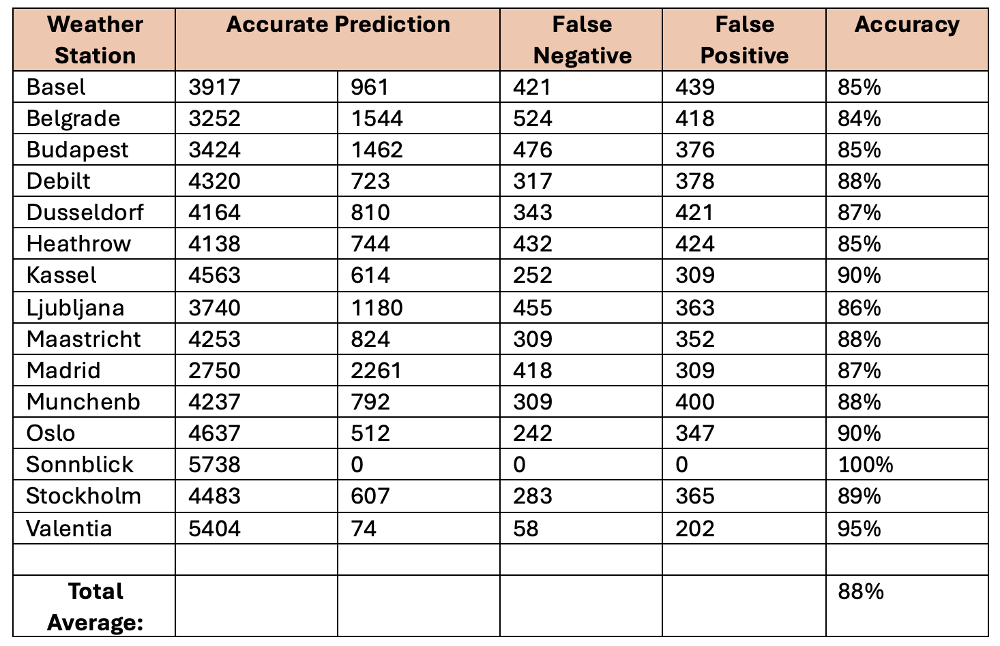 Weather Station | Accurate Prediction | False Negative | False Positive | Accuracy
Basel 3917 961 421 439 85%
Belgrade 3252 1544 524 418 84%
Budapest 3424 1462 476 376 85%
Debilt 4320 723 317 378 88%
Dusseldorf 4164 810 343 421 87%
Heathrow 4138 744 432 424 85%
Kassel 4563 614 252 309 90%
Ljubljana 3740 1180 455 363 86%
Maastricht 4253 824 309 352 88%
Madrid 2750 2261 418 309 87%
Munchenb 4237 792 309 400 88%
Oslo 4637 512 242 347 90%
Sonnblick 5738 0 0 0 100%
Stockholm 4483 607 283 365 89%
Valentia 5404 74 58 202 95%
Total Average: 88%